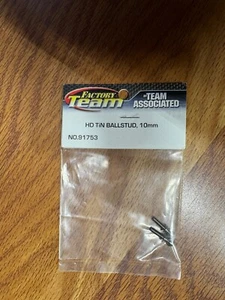 FACTORY
Team
TEAM
ASSOCIATED
HD TiN BALLSTUD, 10mm
NO.91753